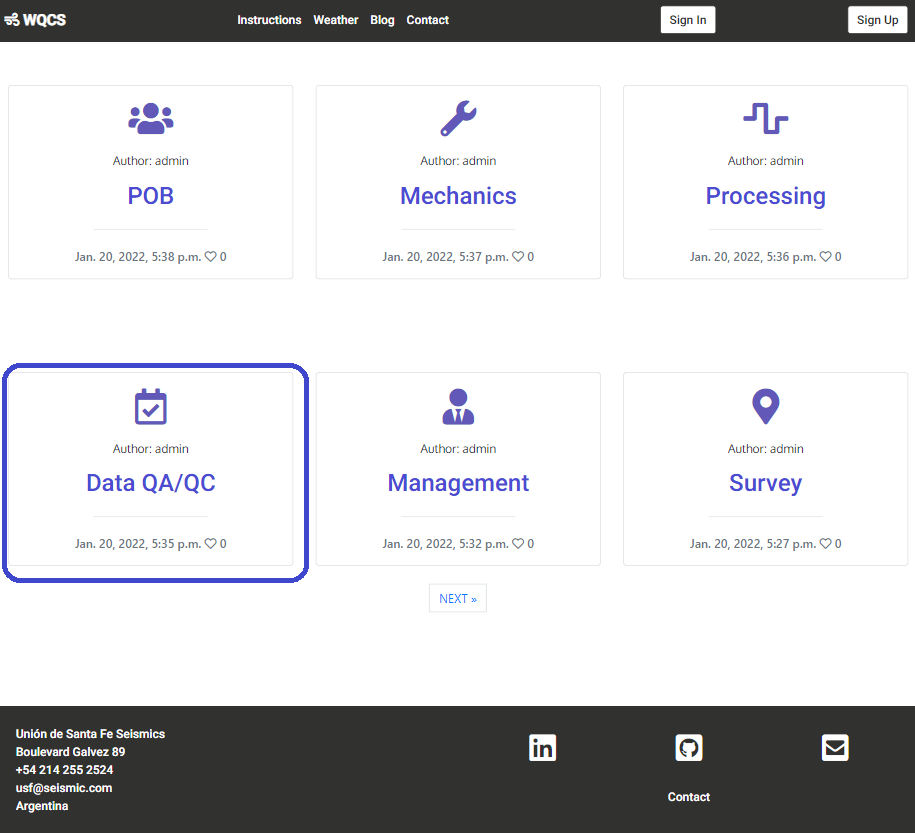 WQCS
Instructions Weather Blog Contact
Sign In
Sign Up
Author: admin
POB
Jan. 20, 2022, 5:38 p.m. 0
Author: admin
Mechanics
Jan. 20, 2022, 5:37 p.m. 0
Author: admin
Processing
Jan. 20, 2022, 5:36 p.m. 0
Author: admin
Data QA/QC
Jan. 20, 2022, 5:35 p.m. 0
Author: admin
Management
Jan. 20, 2022, 5:32 p.m. 0
Author: admin
Survey
Jan. 20, 2022, 5:27 p.m. 0
NEXT »
Unión de Santa Fe Seismics
Boulevard Galvez 89
+54 214 255 2524
usf@seismic.com
Argentina
in
Contact